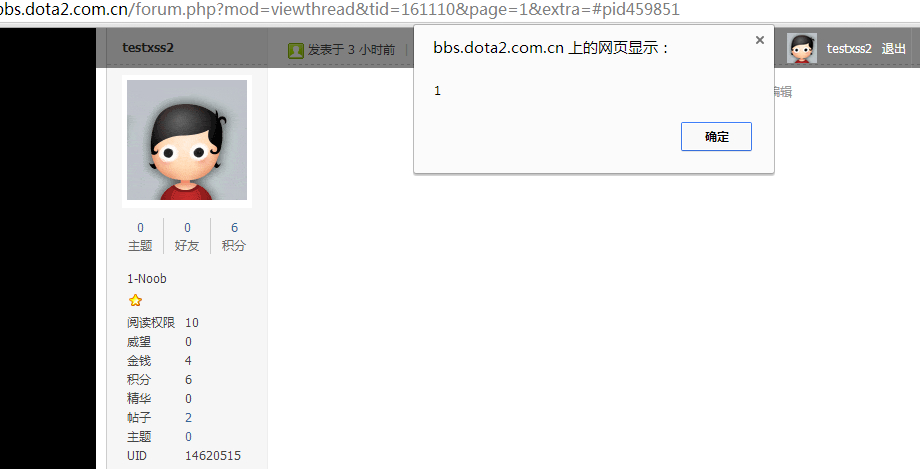 bbs.dota2.com.cn/forum.php?mod=viewthread&tid=161110&page=1&extra=#pid459851
testxss2
发表于 3 小时前
bbs.dota2.com.cn 上的网页显示：
×
1
确定
testxss2 退出
编辑
0 0 6
主题 好友 积分
1-Noob
阅读权限 10
威望 0
金钱 4
积分 6
精华 0
帖子 2
主题 0
UID 14620515